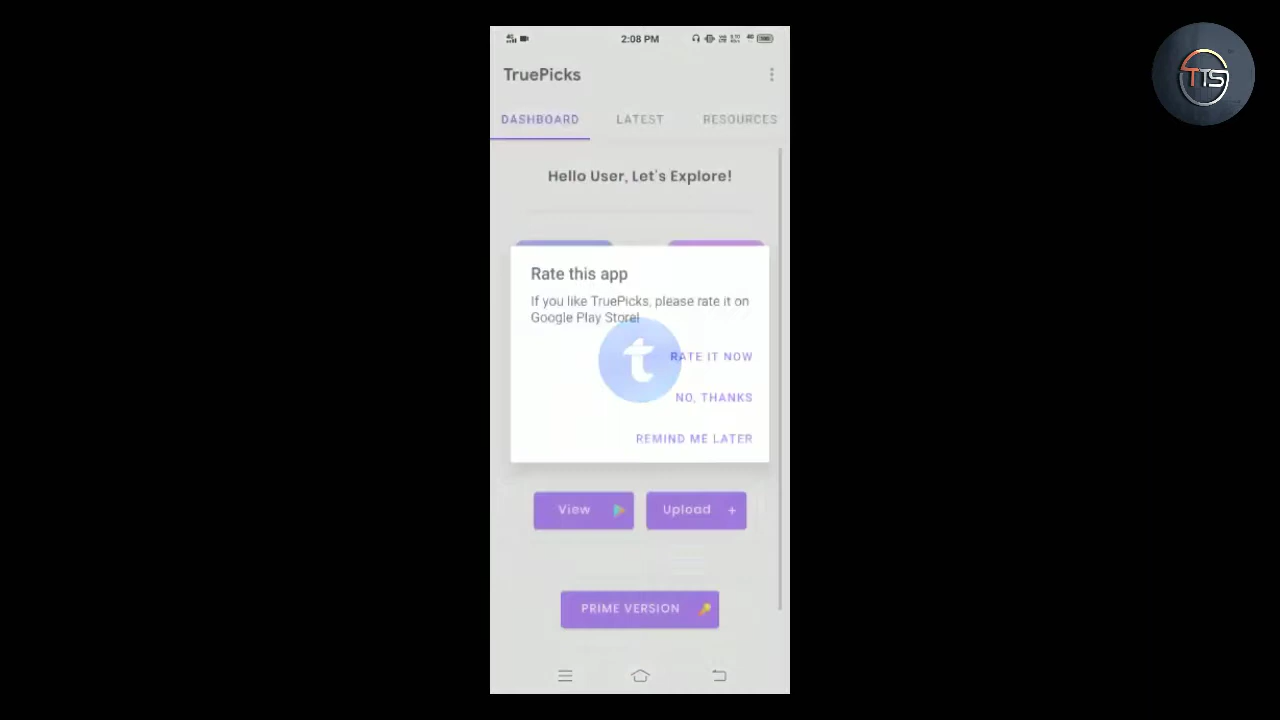 2:08 PM
TTS
TruePicks
DASHBOARD LATEST RESOURCES
Hello User, Let's Explore!
Rate this app
If you like TruePicks, please rate it on
Google Play Store!
t
RATE IT NOW
NO, THANKS
REMIND ME LATER
View Upload +
PRIME VERSION